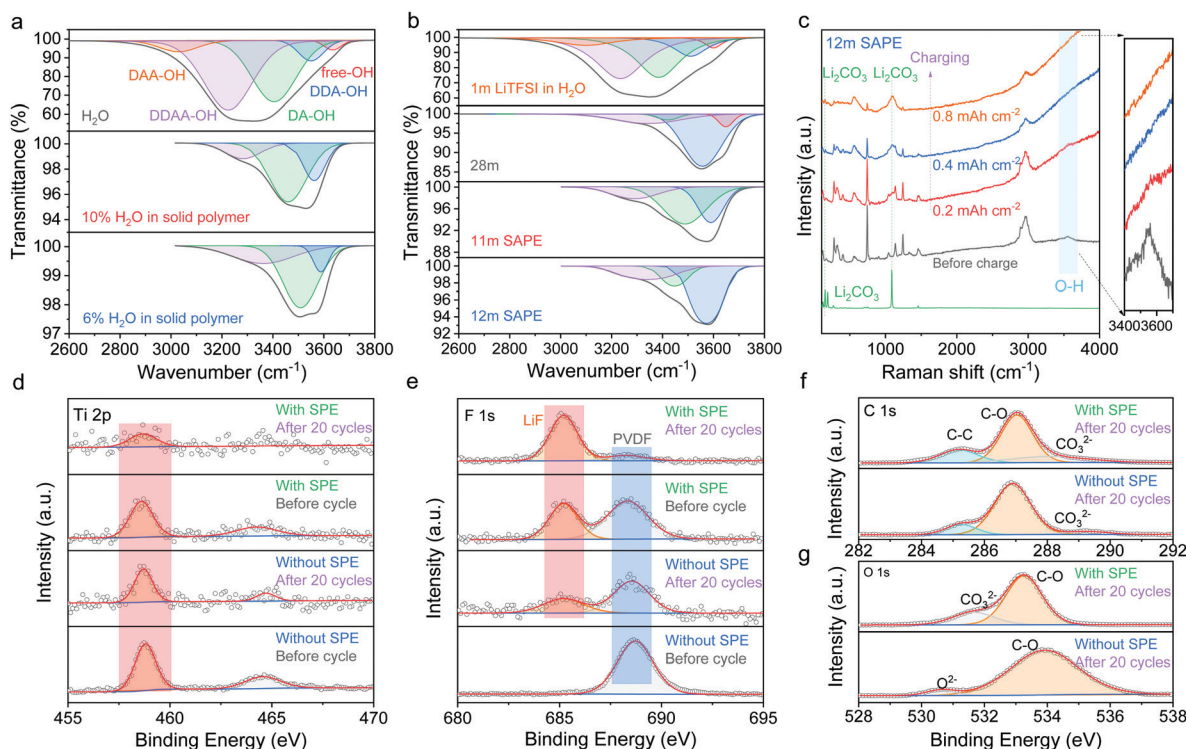 a
100
90
80
70
60
DAA-OH
DDAA-OH
DA-OH
free-OH
DDA-OH
H₂O
100
98
96
94
10% H₂O in solid polymer
100
99
98
97
6% H₂O in solid polymer
2600 2800 3000 3200 3400 3600 3800
Wavenumber (cm⁻¹)
Transmittance (%)
b
100
90
80
70
60
1m LiTFSI in H₂O
100
95
90
85
28m
100
96
92
88
11m SAPE
100
98
96
94
92
12m SAPE
2600 2800 3000 3200 3400 3600 3800
Wavenumber (cm⁻¹)
Transmittance (%)
c
12m SAPE
Charging
Li₂CO₃ Li₂CO₃
0.8 mAh cm⁻²
0.4 mAh cm⁻²
0.2 mAh cm⁻²
Before charge
O-H
Li₂CO₃
1000 2000 3000 4000
Raman shift (cm⁻¹)
Intensity (a.u.)
3400 3600
d
Ti 2p
With SPE
After 20 cycles
With SPE
Before cycle
Without SPE
After 20 cycles
Without SPE
Before cycle
455 460 465 470
Binding Energy (eV)
Intensity (a.u.)
e
F 1s
LiF
PVDF
With SPE
After 20 cycles
With SPE
Before cycle
Without SPE
After 20 cycles
Without SPE
Before cycle
680 685 690 695
Binding Energy (eV)
Intensity (a.u.)
f
C 1s
C-C
C-O
CO₃²⁻
With SPE
After 20 cycles
Without SPE
After 20 cycles
CO₃²⁻
282 284 286 288 290 292
Intensity (a.u.)
g
O 1s
CO₃²⁻
C-O
With SPE
After 20 cycles
C-O
O²⁻
Without SPE
After 20 cycles
528 530 532 534 536 538
Binding Energy (eV)
Intensity (a.u.)